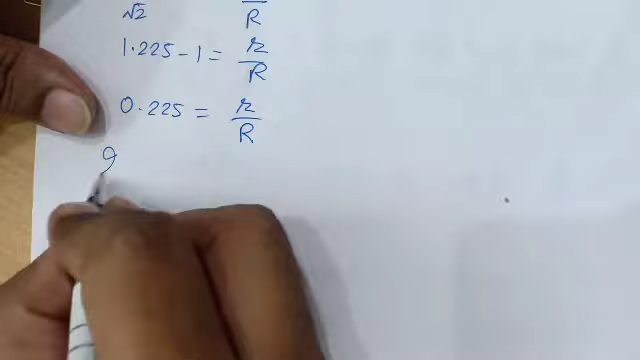 √2 R
1.225 - 1 = r/R
0.225 = r/R